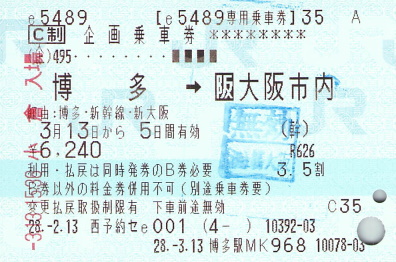 e5489 [e5489専用乗車券]35 A
C制 企画乗車券 ********
495-
博多 → 阪 大阪市内
経由:博多・新幹線・新大阪
3月13日から 5日間有効 (幹)
6,240 R626
利用・払戻は同時発券のB券必要 3.5割
B券以外の料金券併用不可(別途乗車券要)
変更払戻取扱制限有 下車前途無効 C35
28.-2.13 西予約セe001 (4- ) 10392-03
28.-3.13 博多駅MK968 10078-03